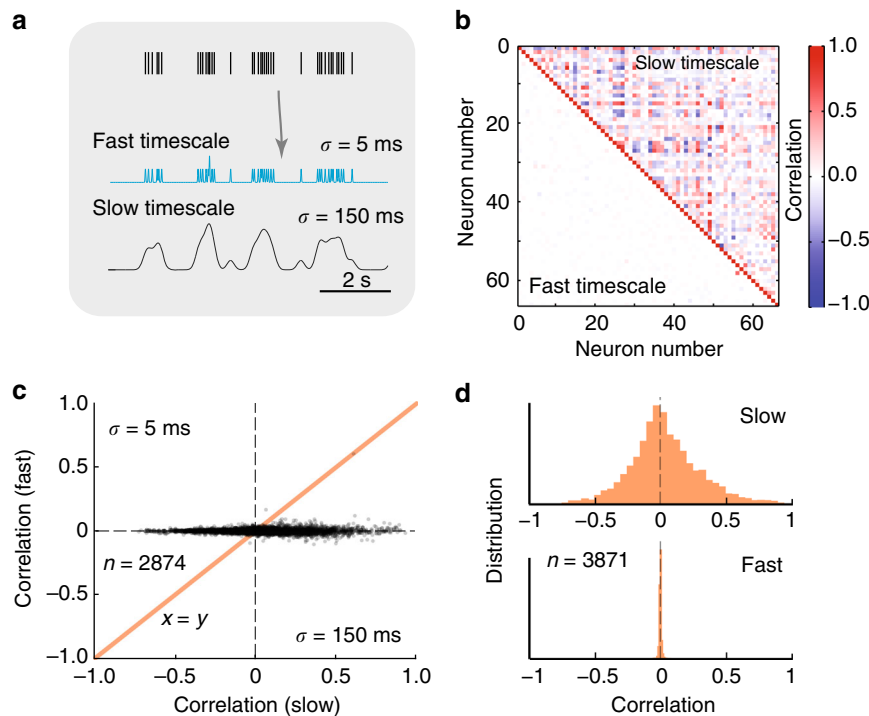 a
Fast timescale
σ = 5 ms
Slow timescale
σ = 150 ms
2 s
b
0
20
40
60
Neuron number
Slow timescale
Fast timescale
0 20 40 60
Neuron number
1.0
0.5
0.0
−0.5
−1.0
Correlation
c
1.0
0.5
0
−0.5
−1.0
Correlation (fast)
σ = 5 ms
n = 2874
x = y
σ = 150 ms
−1.0 −0.5 0 0.5 1.0
Correlation (slow)
d
Slow
-1 -0.5 0 0.5 1
Distribution
n = 3871
Fast
-1 -0.5 0 0.5 1
Correlation